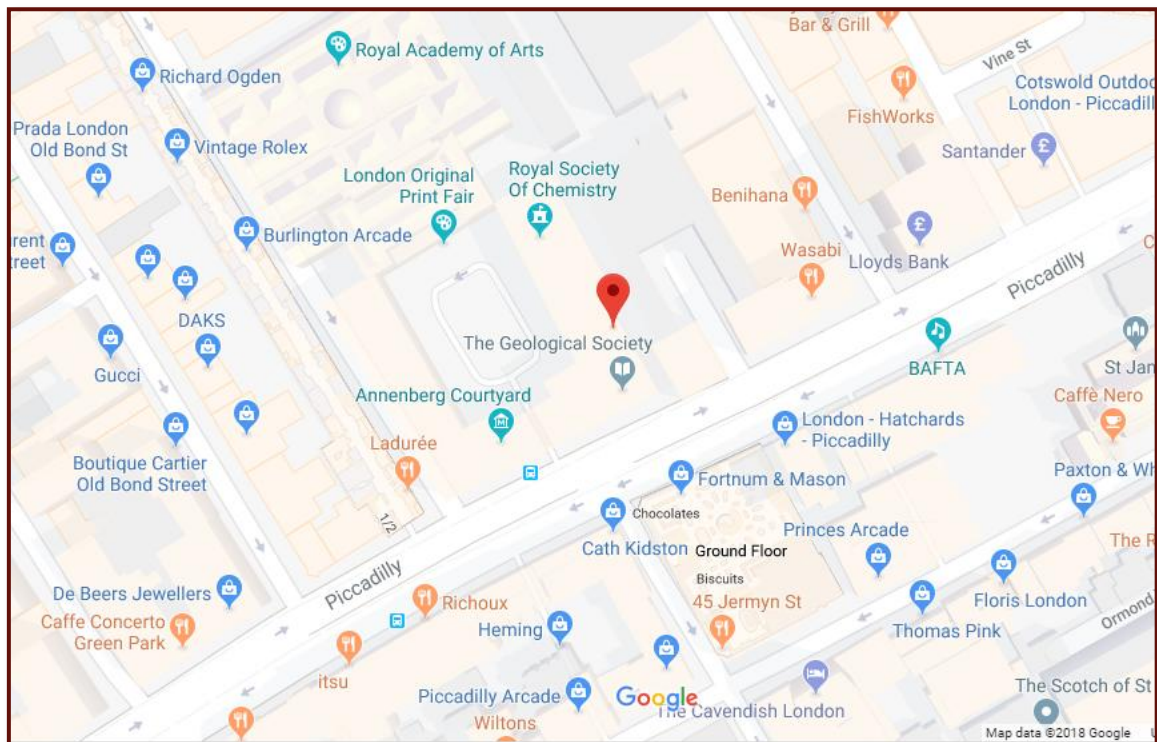 Bar & Grill
Royal Academy of Arts
Vine St
Richard Ogden
Cotswold Outdoo
London - Piccadill
FishWorks
Prada London
Old Bond St
Vintage Rolex
Santander
London Original
Print Fair
Royal Society
Of Chemistry
Benihana
Burlington Arcade
urent
treet
Wasabi
Lloyds Bank
Piccadilly
C
DAKS
The Geological Society
Gucci
BAFTA
St Jan
Annenberg Courtyard
Caffè Nero
London - Hatchards
- Piccadilly
Ladurée
Boutique Cartier
Old Bond Street
Fortnum & Mason
Paxton & Wh
1/2
Chocolates
Princes Arcade
Cath Kidston
Ground Floor
The R
Biscuits
Piccadilly
De Beers Jewellers
Richoux
45 Jermyn St
Floris London
Caffe Concerto
Green Park
Heming
Thomas Pink
Ormond
itsu
Piccadilly Arcade
Google
The Scotch of St
The Cavendish London
Wiltons
Map data ©2018 Google